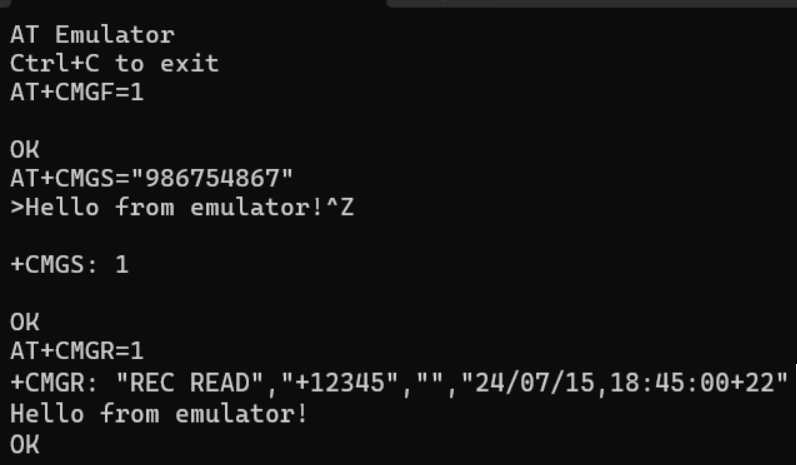 AT Emulator
Ctrl+C to exit
AT+CMGF=1
OK
AT+CMGS="986754867"
>Hello from emulator!^Z
+CMGS: 1
OK
AT+CMGR=1
+CMGR: "REC READ","+12345","","24/07/15,18:45:00+22"
Hello from emulator!
OK